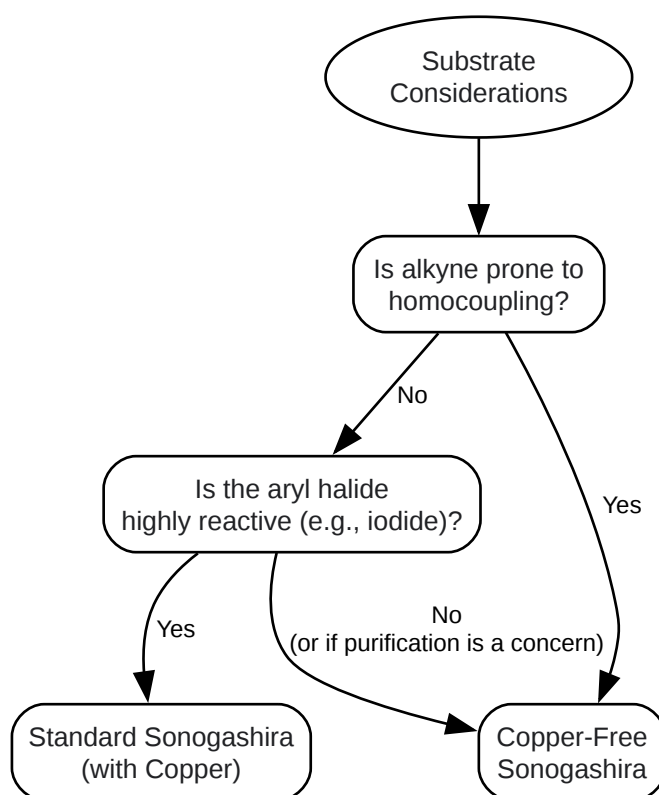 Substrate
Considerations
Is alkyne prone to
homocoupling?
No
Is the aryl halide
highly reactive (e.g., iodide)?
Yes
Yes
No
(or if purification is a concern)
Standard Sonogashira
(with Copper)
Copper-Free
Sonogashira